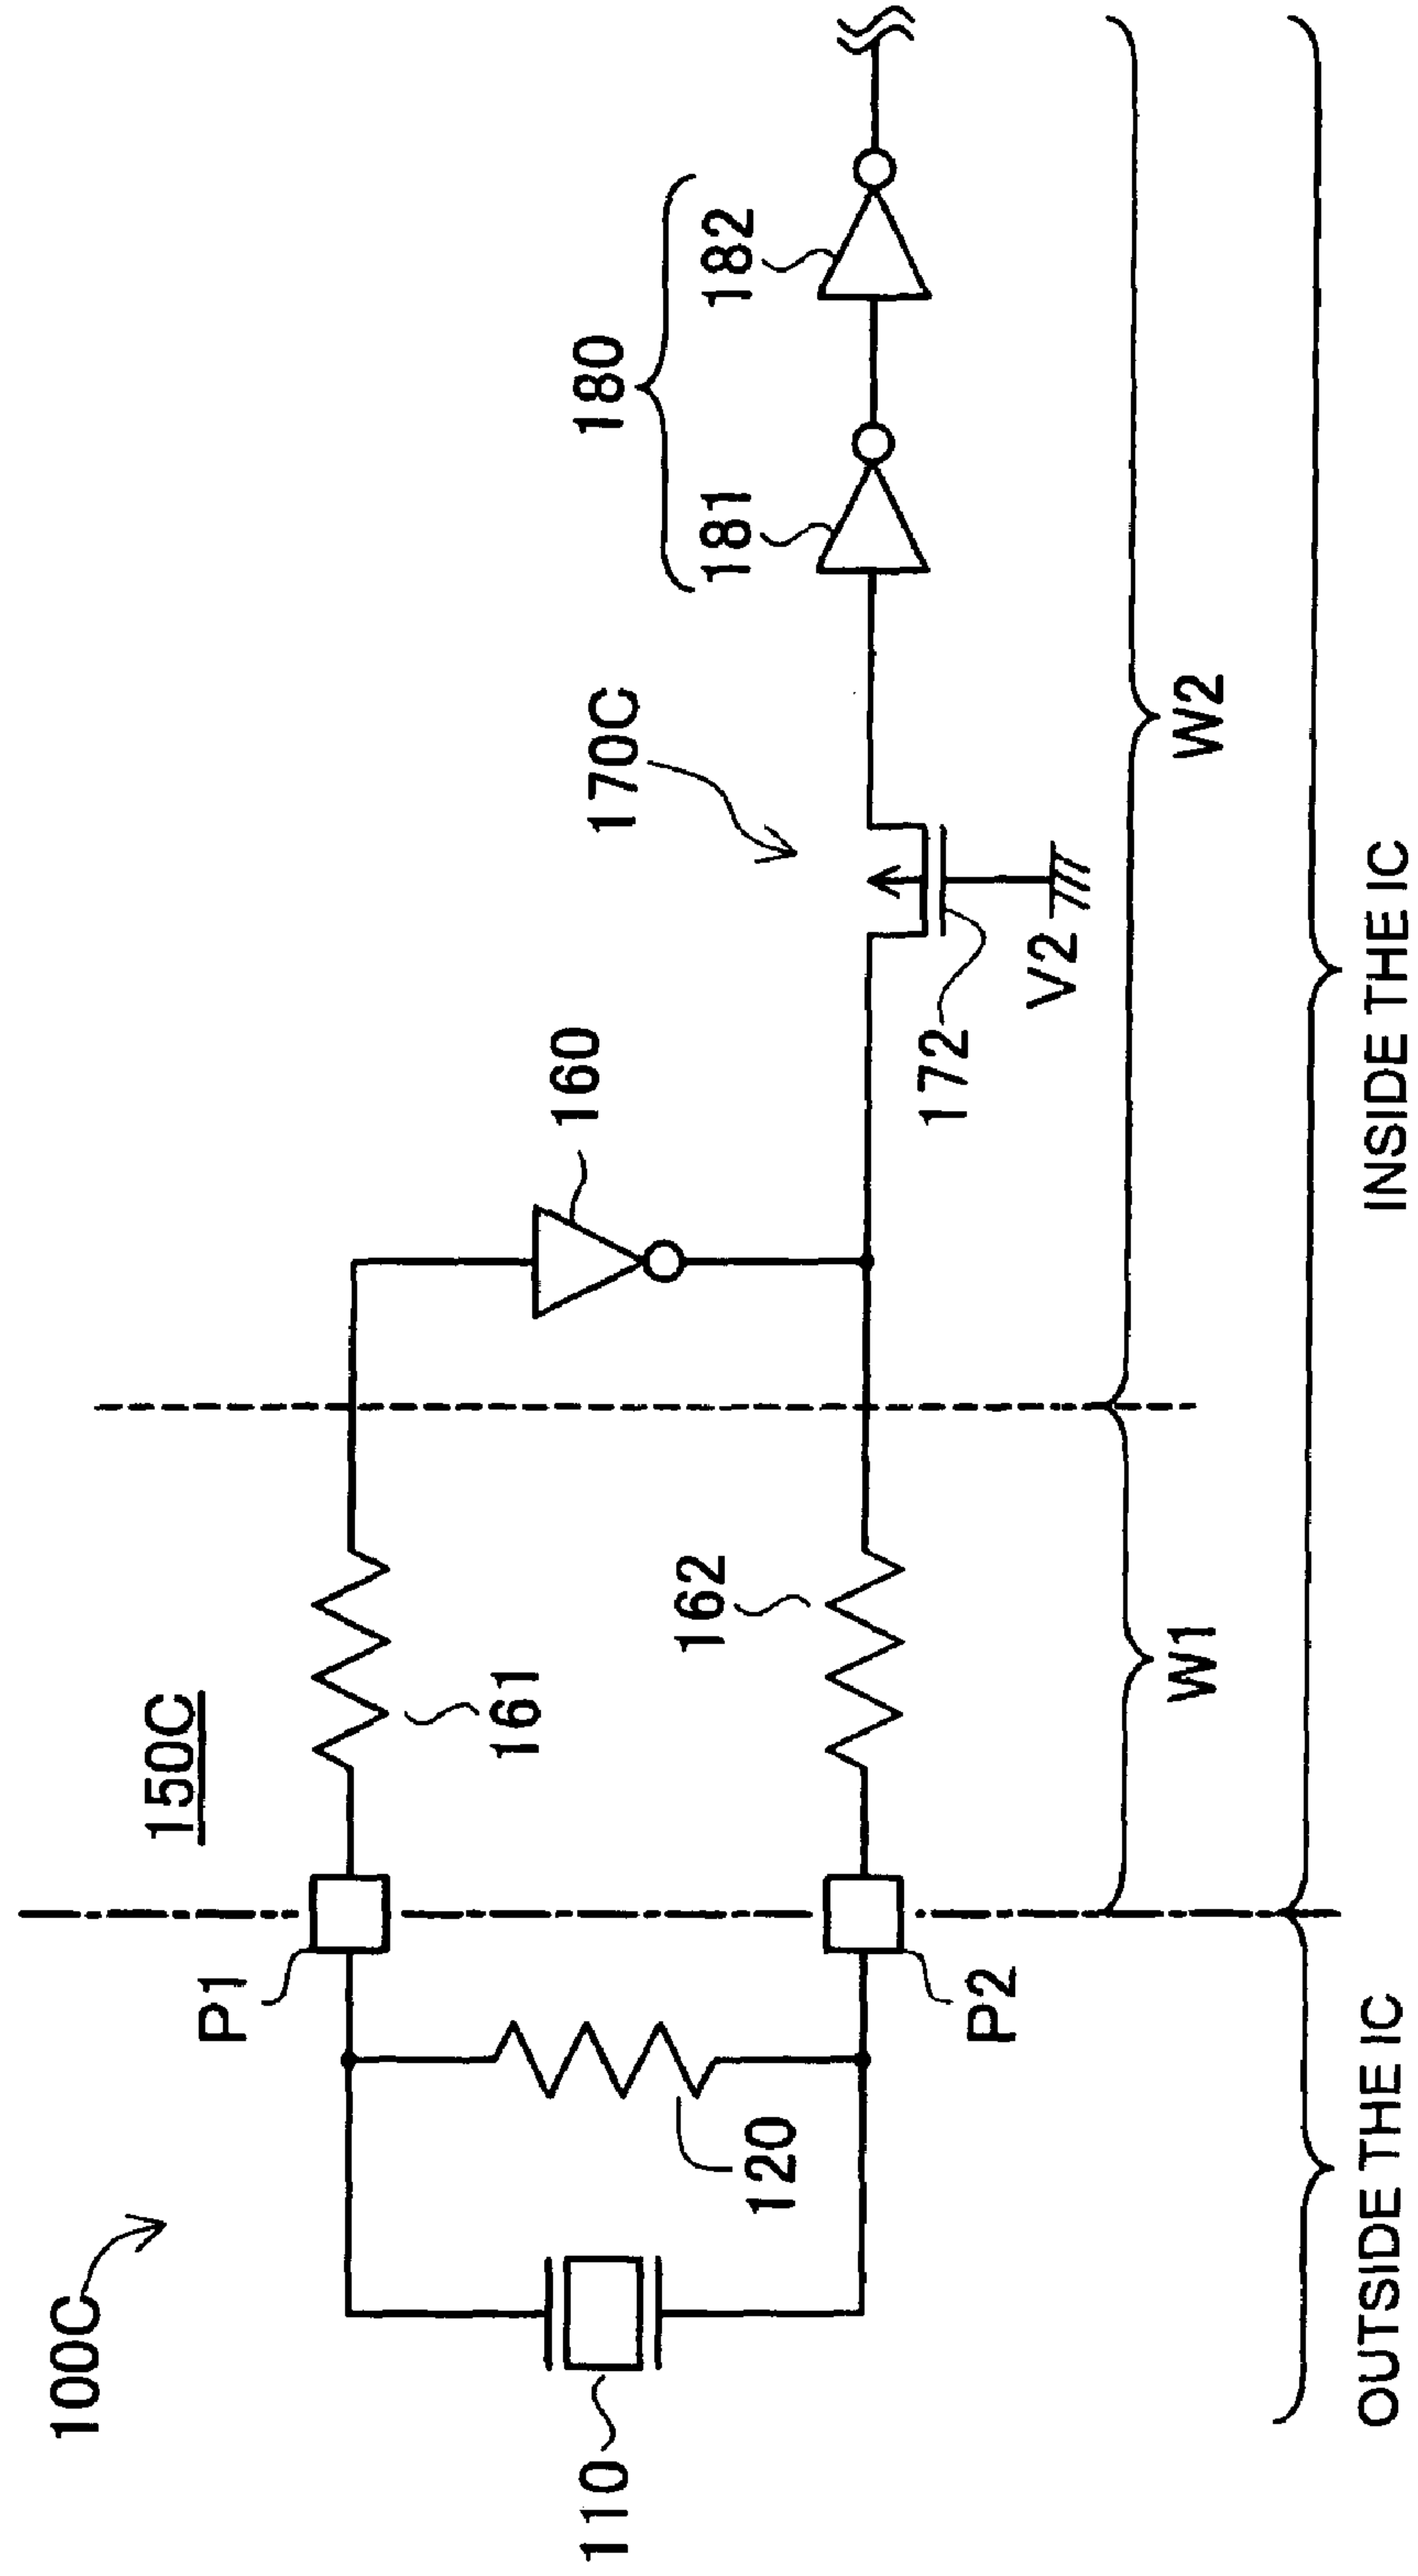 100C
150C
P1
161
160
110
120
162
170C
180
181
182
P2
172
V2
W1
W2
OUTSIDE THE IC
INSIDE THE IC